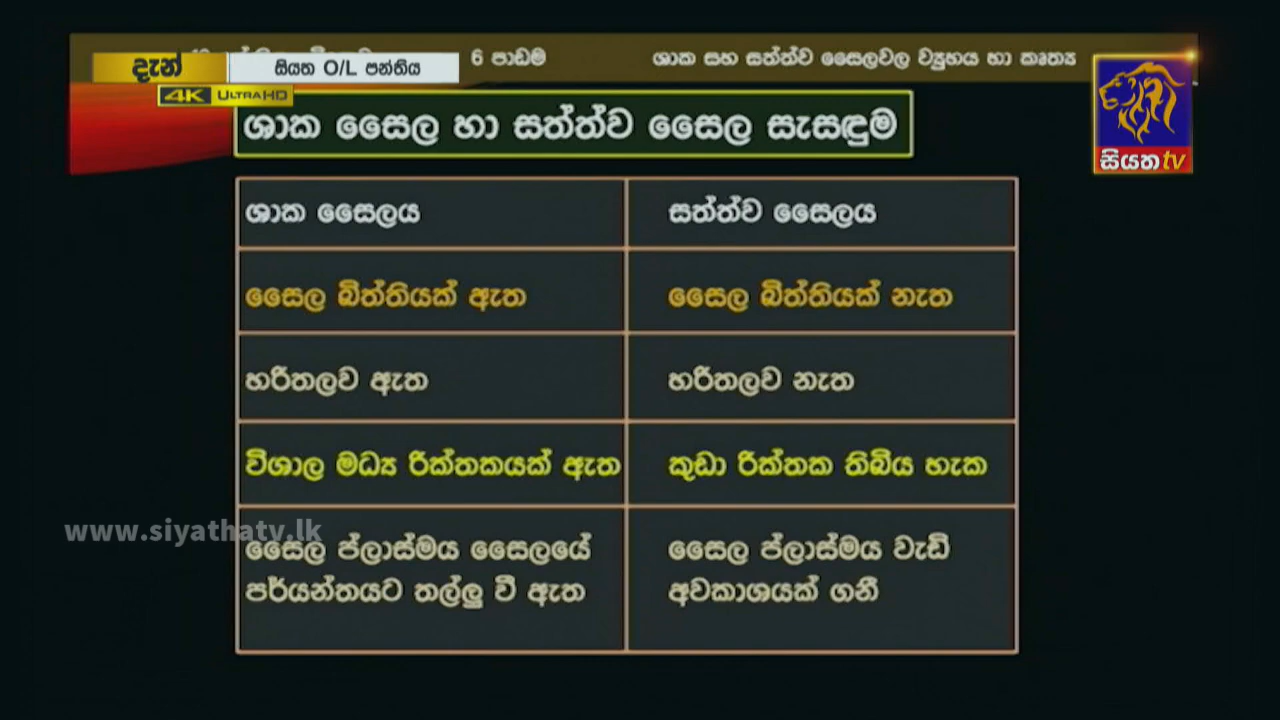 දැන්
සියත O/L පන්තිය
6 පාඩම
ශාක සහ සත්ත්ව සෛලවල ව්‍යුහය හා කෘත්‍ය
4K ULTRAHD
ශාක සෛල හා සත්ත්ව සෛල සැසඳුම
සියත tv
ශාක සෛලය
සත්ත්ව සෛලය
සෛල බිත්තියක් ඇත
සෛල බිත්තියක් නැත
හරිතලව ඇත
හරිතලව නැත
විශාල මධ්‍ය රික්තකයක් ඇත
කුඩා රික්තක තිබිය හැක
www.siyathatv.lk
සෛල ප්ලාස්මය සෛලයේ
පර්යන්තයට තල්ලු වී ඇත
සෛල ප්ලාස්මය වැඩි
අවකාශයක් ගනී